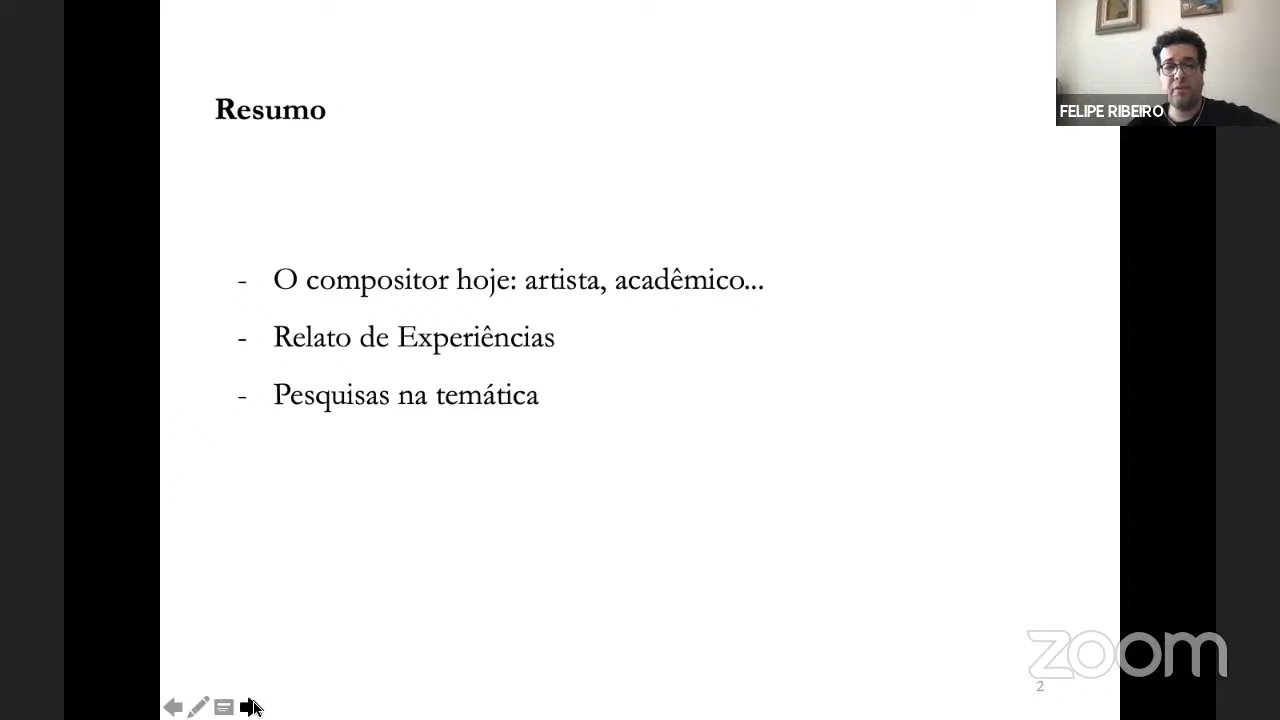 Resumo
FELIPE RIBEIRO
- O compositor hoje: artista, acadêmico...
- Relato de Experiências
- Pesquisas na temática
zoom
2